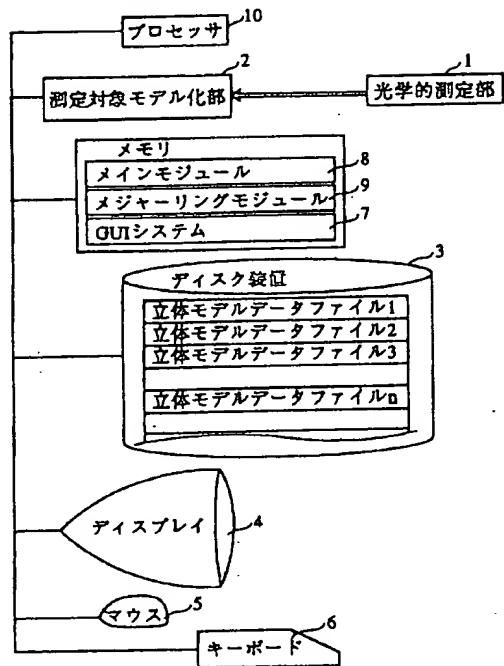 プロセッサ
10
測定対象モデル化部
2
光学的測定部
1
メモリ
メインモジュール
8
メジャーリングモジュール
9
GUIシステム
7
ディスク装置
3
立体モデルデータファイル1
立体モデルデータファイル2
立体モデルデータファイル3
立体モデルデータファイルn
ディスプレイ
4
マウス
5
キーボード
6